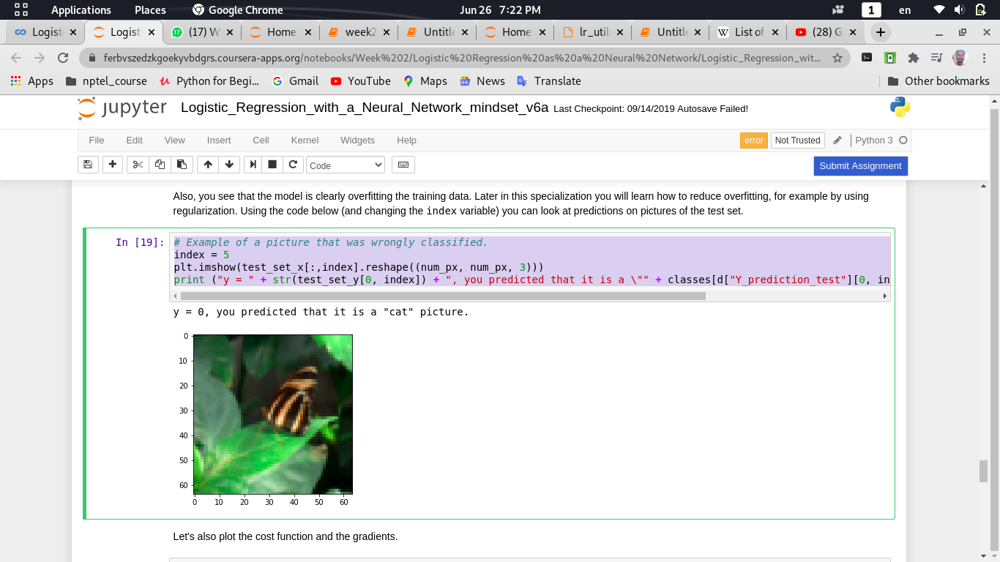 Applications Places Google Chrome Jun 26 7:22 PM 1 en
Logist (17) W Home week2 Untitl Home lr_util Untitl List of (28) G
ferbvszedzkgoekyvbdgrs.coursera-apps.org/notebooks/Week%202/Logistic%20Regression%20as%20a%20Neural%20Network/Logistic_Regression_wit...
Apps nptel_course Python for Begi... Gmail YouTube Maps News Translate Other bookmarks
jupyter Logistic_Regression_with_a_Neural_Network_mindset_v6a Last Checkpoint: 09/14/2019 Autosave Failed!
File Edit View Insert Cell Kernel Widgets Help error Not Trusted Python 3
Code Submit Assignment
Also, you see that the model is clearly overfitting the training data. Later in this specialization you will learn how to reduce overfitting, for example by using
regularization. Using the code below (and changing the index variable) you can look at predictions on pictures of the test set.
In [19]: # Example of a picture that was wrongly classified.
index = 5
plt.imshow(test_set_x[:,index].reshape((num_px, num_px, 3)))
print ("y = " + str(test_set_y[0, index]) + ", you predicted that it is a \"" + classes[d["Y_prediction_test"][0, in
y = 0, you predicted that it is a "cat" picture.
0
10
20
30
40
50
60
0 10 20 30 40 50 60
Let's also plot the cost function and the gradients.